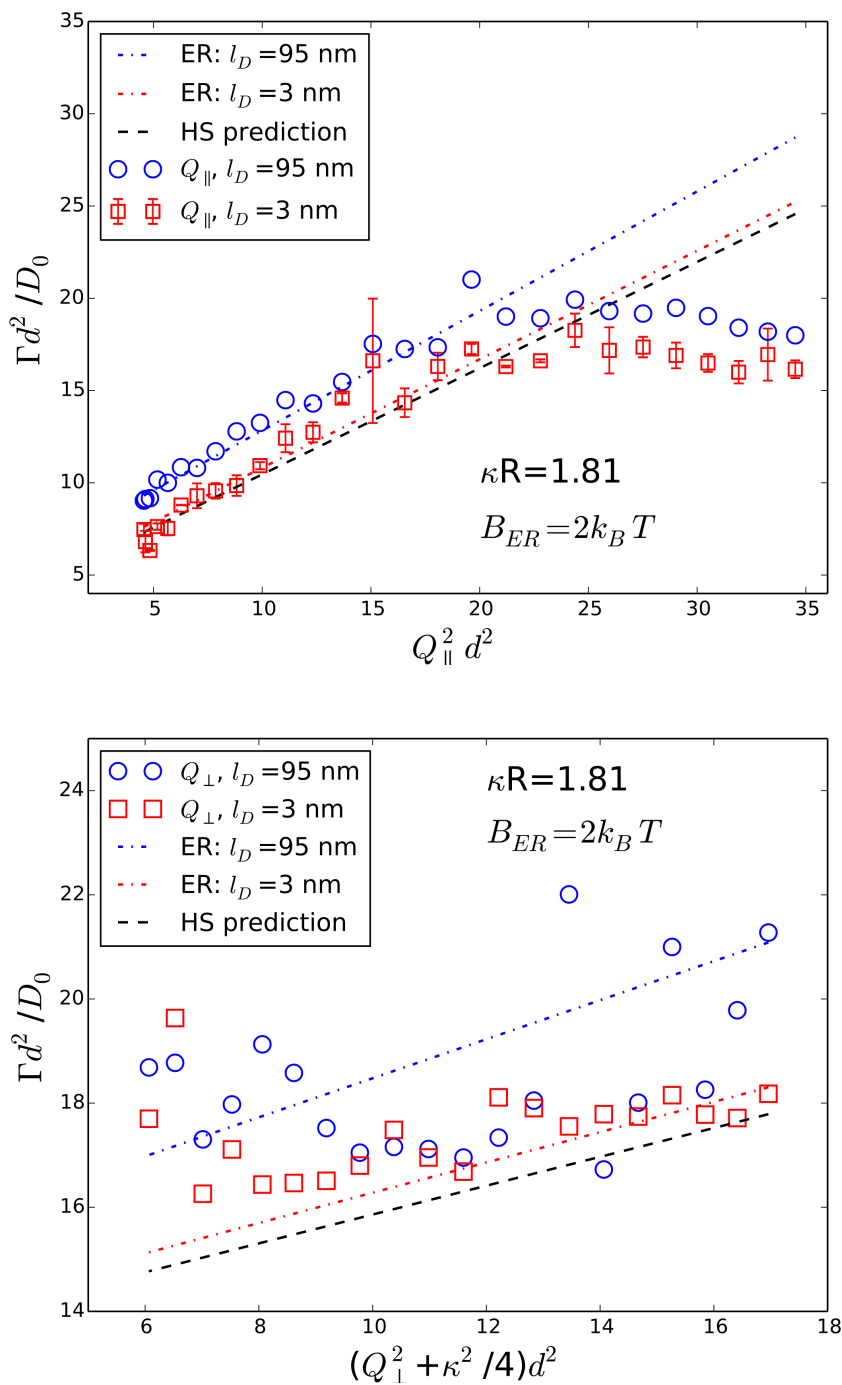 35
30
25
20
15
10
5
Γd²/D₀
ER: l_D=95 nm
ER: l_D=3 nm
HS prediction
Q_∥, l_D=95 nm
Q_∥, l_D=3 nm
κR=1.81
B_ER=2k_B T
5 10 15 20 25 30 35
Q_∥² d²
24
22
20
18
16
14
Γd²/D₀
Q_⊥, l_D=95 nm
Q_⊥, l_D=3 nm
ER: l_D=95 nm
ER: l_D=3 nm
HS prediction
κR=1.81
B_ER=2k_B T
6 8 10 12 14 16 18
(Q_⊥²+κ²/4)d²